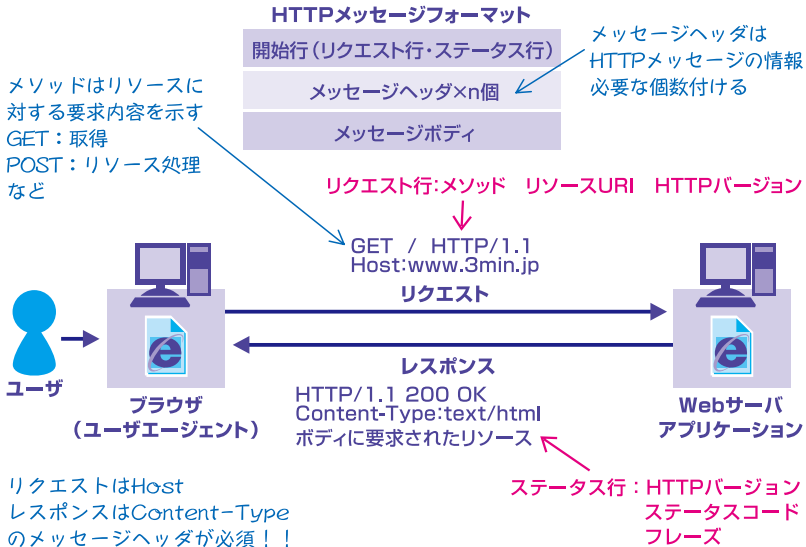 HTTPメッセージフォーマット
開始行（リクエスト行・ステータス行）
メッセージヘッダ×n個
メッセージボディ
メッセージヘッダは
HTTPメッセージの情報
必要な個数付ける
メソッドはリソースに
対する要求内容を示す
GET：取得
POST：リソース処理
など
リクエスト行：メソッド　リソースURI　HTTPバージョン
GET / HTTP/1.1
Host:www.3min.jp
リクエスト
レスポンス
HTTP/1.1 200 OK
Content-Type:text/html
ボディに要求されたリソース
ユーザ
ブラウザ
（ユーザエージェント）
Webサーバ
アプリケーション
リクエストはHost
レスポンスはContent-Type
のメッセージヘッダが必須！！
ステータス行：HTTPバージョン
ステータスコード
フレーズ